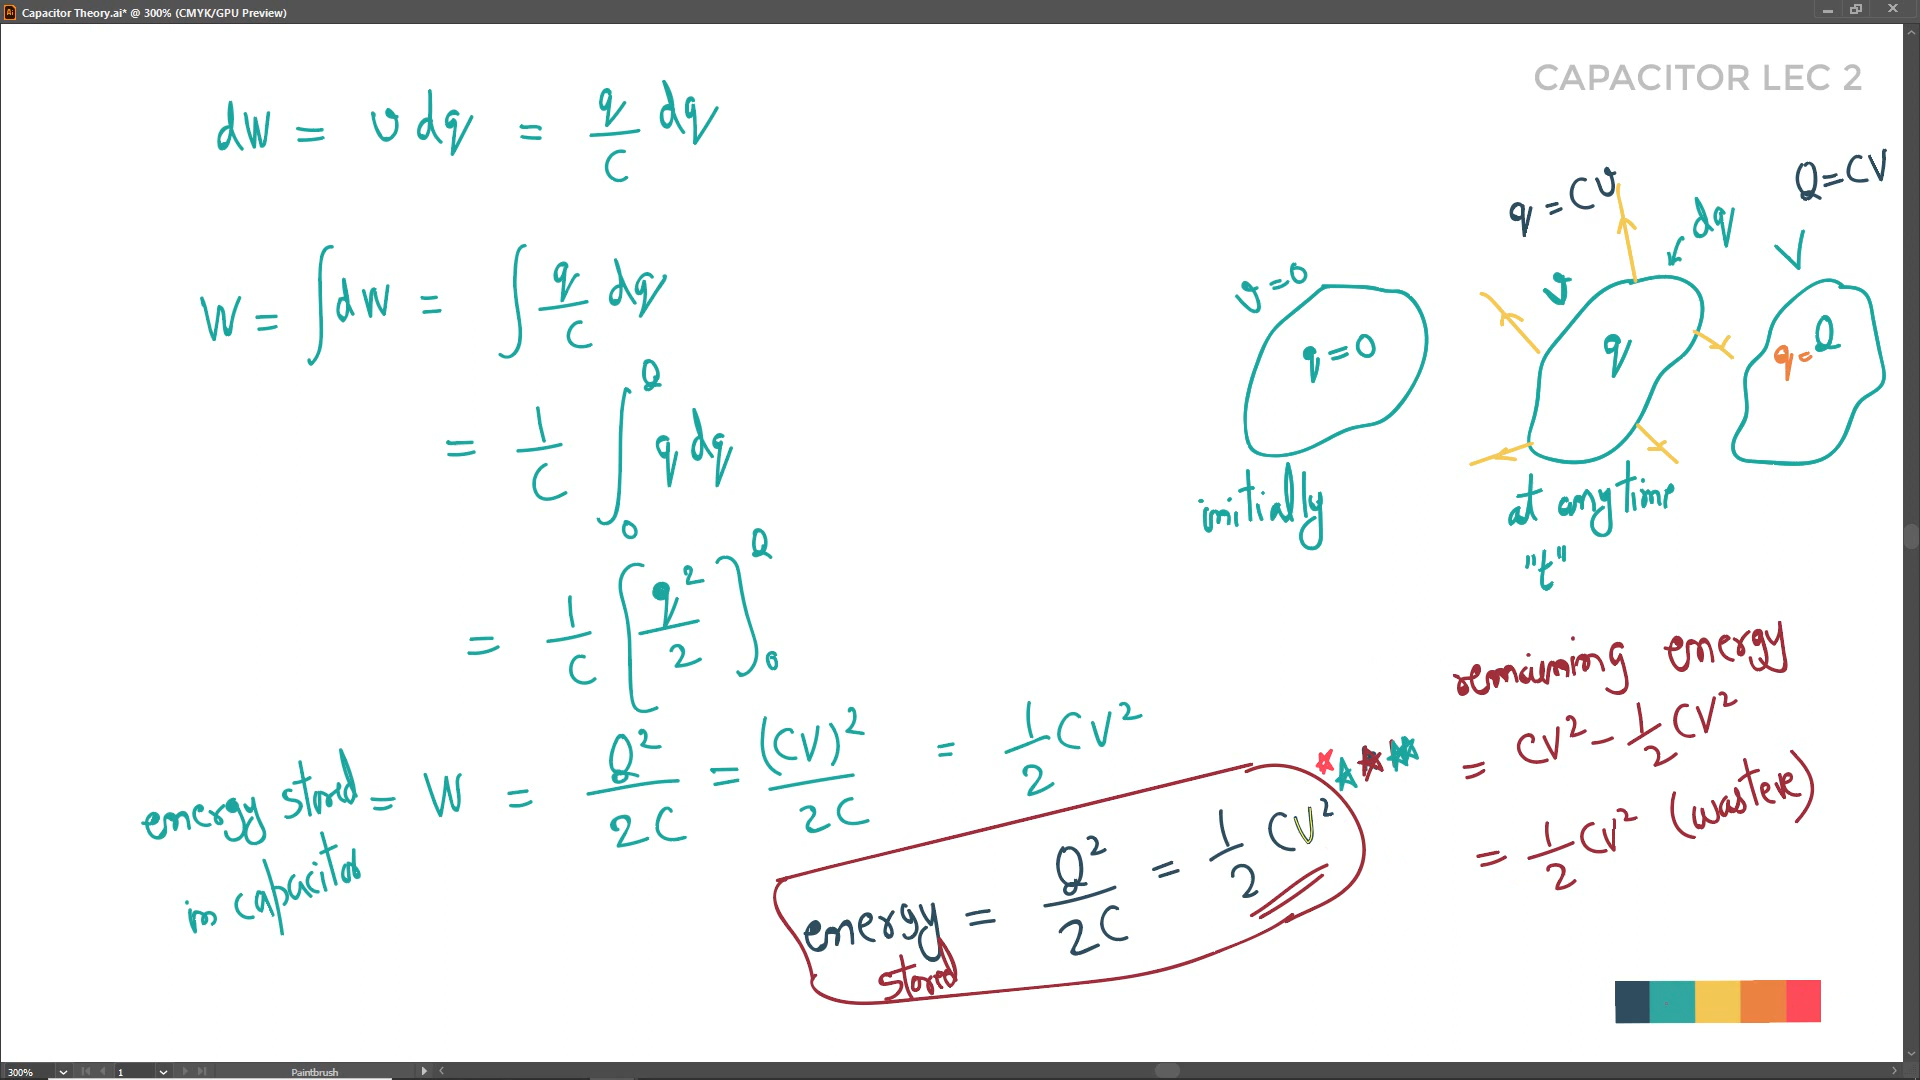 Capacitor Theory.ai* @ 300% (CMYK/GPU Preview)
CAPACITOR LEC 2
dW = v dq = q/C dq
W = ∫dW = ∫ q/C dq
= 1/C ∫₀^Q q dq
= 1/C [q²/2]₀^Q
energy stored in capacitor = W = Q²/2C = (CV)²/2C = 1/2 CV²
energy stored = Q²/2C = 1/2 CV²
v=0
q=0
initially
q = Cv
dq
v
q
at any time
"t"
Q=CV
V
q=Q
remaining energy
= CV² - 1/2 CV²
= 1/2 CV²
300%
1
Paintbrush